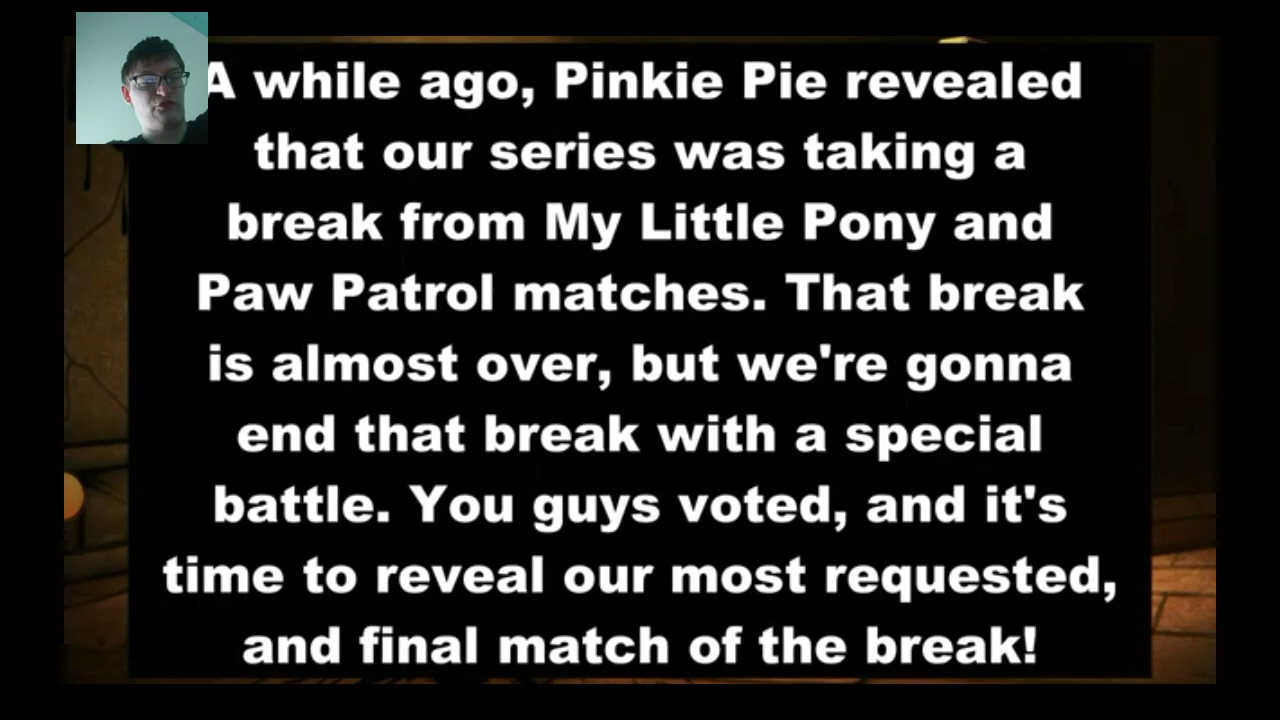 A while ago, Pinkie Pie revealed
that our series was taking a
break from My Little Pony and
Paw Patrol matches. That break
is almost over, but we're gonna
end that break with a special
battle. You guys voted, and it's
time to reveal our most requested,
and final match of the break!